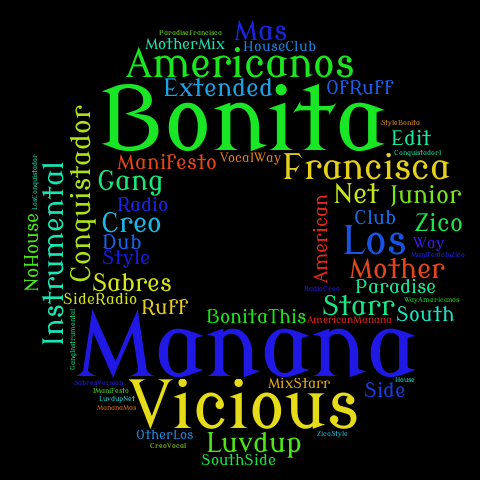 ParadiseFrancisca
Mas
MotherMix
HouseClub
Americanos
Extended
OfRuff
Bonita
StyleBonita
Edit
Conquistador1
Manifesto
VocalWay
Francisca
LosConquistador
Conquistador
Gang
Net
Junior
Instrumental
NoHouse
Radio
American
Creo
Club
Zico
Los
Dub
Way
Style
ManifestoInZico
Mother
Sabres
RadioCreo
Paradise
SideRadio
Ruff
Starr
WayAmericanos
South
BonitaThis
AmericanManana
GangInstrumental
Manana
SabresVersion
MixStarr
House
Side
1Manifesto
LuvdupNet
MananaMas
Vicious
OtherLos
ZicoStyle
Luvdup
CreoVocal
SouthSide